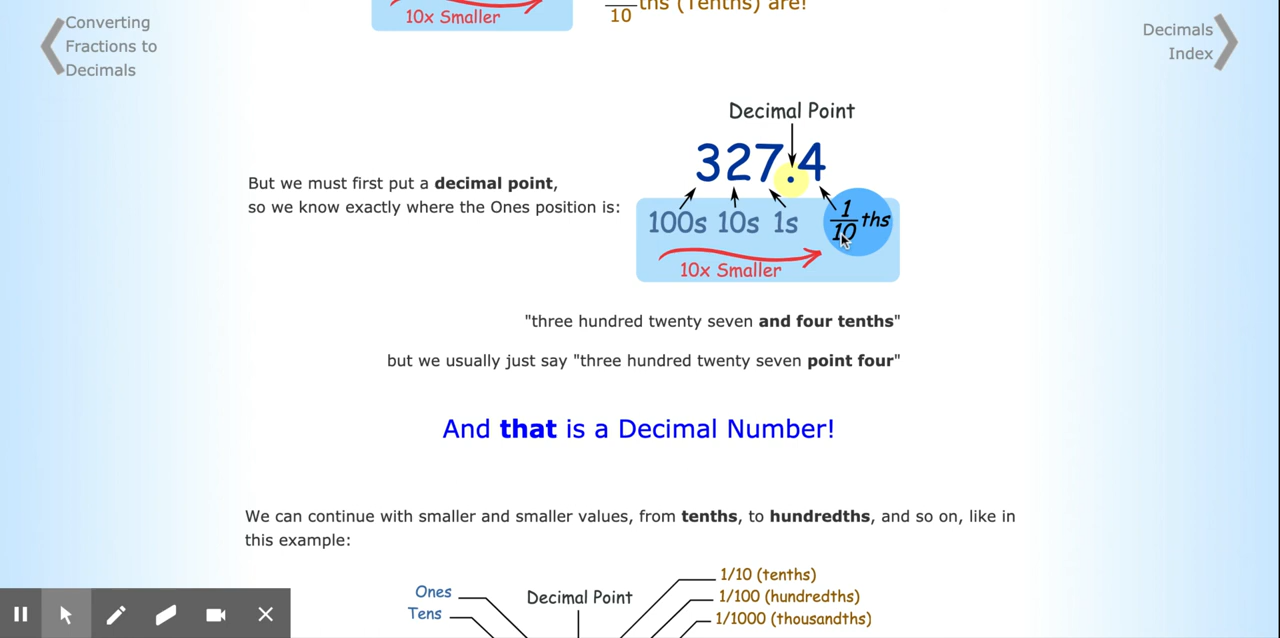 Converting
Fractions to
Decimals
10x Smaller
10 ths (Tenths) are!
Decimals
Index
Decimal Point
327.4
But we must first put a decimal point,
so we know exactly where the Ones position is:
100s 10s 1s 1/10 ths
10x Smaller
"three hundred twenty seven and four tenths"
but we usually just say "three hundred twenty seven point four"
And that is a Decimal Number!
We can continue with smaller and smaller values, from tenths, to hundredths, and so on, like in
this example:
Ones
Tens
Decimal Point
1/10 (tenths)
1/100 (hundredths)
1/1000 (thousandths)